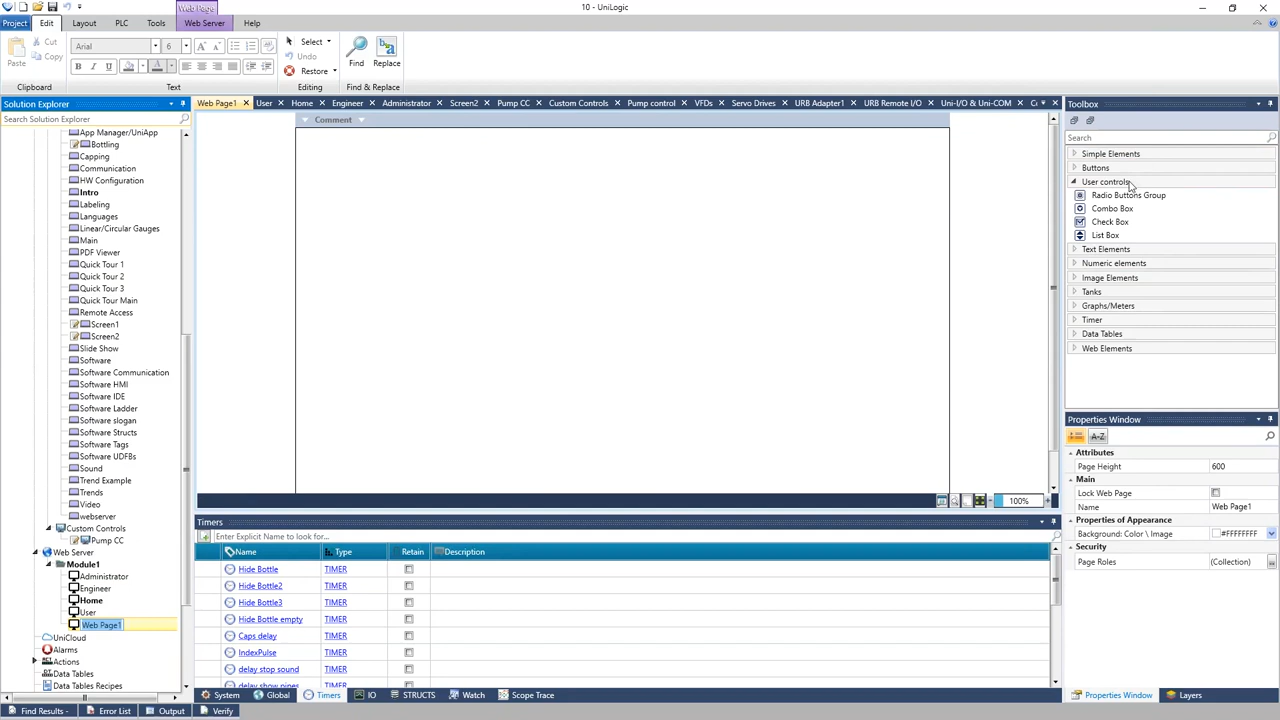 Web Page
10 - UniLogic
Project Edit Layout PLC Tools Web Server Help
Paste Cut Copy Clipboard
Arial 6
B I U A Text
Select Undo Restore Editing
Find Replace Find & Replace
Solution Explorer
Search Solution Explorer
App Manager/UniApp
Bottling
Capping
Communication
HW Configuration
Intro
Labeling
Languages
Linear/Circular Gauges
Main
PDF Viewer
Quick Tour 1
Quick Tour 2
Quick Tour 3
Quick Tour Main
Remote Access
Screen1
Screen2
Slide Show
Software
Software Communication
Software HMI
Software IDE
Software Ladder
Software slogan
Software Structs
Software Tags
Software UDFBs
Sound
Trend Example
Trends
Video
webserver
Custom Controls
Pump CC
Web Server
Module1
Administrator
Engineer
Home
User
Web Page1
UniCloud
Alarms
Actions
Data Tables
Data Tables Recipes
Web Page1 User Home Engineer Administrator Screen2 Pump CC Custom Controls Pump control VFDs Servo Drives URB Adapter1 URB Remote I/O Uni-I/O & Uni-COM
Comment
100%
Timers
Enter Explicit Name to look for...
Name Type Retain Description
Hide Bottle TIMER
Hide Bottle2 TIMER
Hide Bottle3 TIMER
Hide Bottle empty TIMER
Caps delay TIMER
IndexPulse TIMER
delay stop sound TIMER
delay show pipes TIMER
System Global Timers IO STRUCTS Watch Scope Trace
Toolbox
Search
Simple Elements
Buttons
User controls
Radio Buttons Group
Combo Box
Check Box
List Box
Text Elements
Numeric elements
Image Elements
Tanks
Graphs/Meters
Timer
Data Tables
Web Elements
Properties Window
A-Z
Attributes
Page Height 600
Main
Lock Web Page
Name Web Page1
Properties of Appearance
Background: Color \ Image #FFFFFFFF
Security
Page Roles (Collection)
Properties Window Layers
Find Results - Error List Output Verify